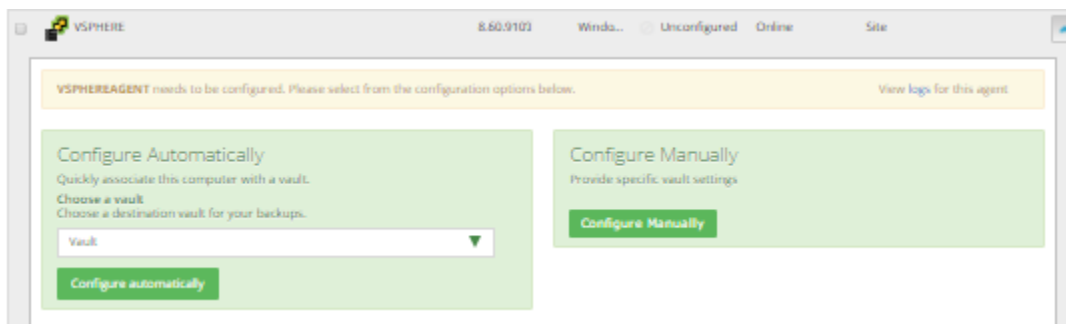 VSPHERE 8.60.9103 Windo... Unconfigured Online Site
VSPHEREAGENT needs to be configured. Please select from the configuration options below. View logs for this agent
Configure Automatically
Quickly associate this computer with a vault.
Choose a vault
Choose a destination vault for your backups.
Vault
Configure automatically
Configure Manually
Provide specific vault settings
Configure Manually